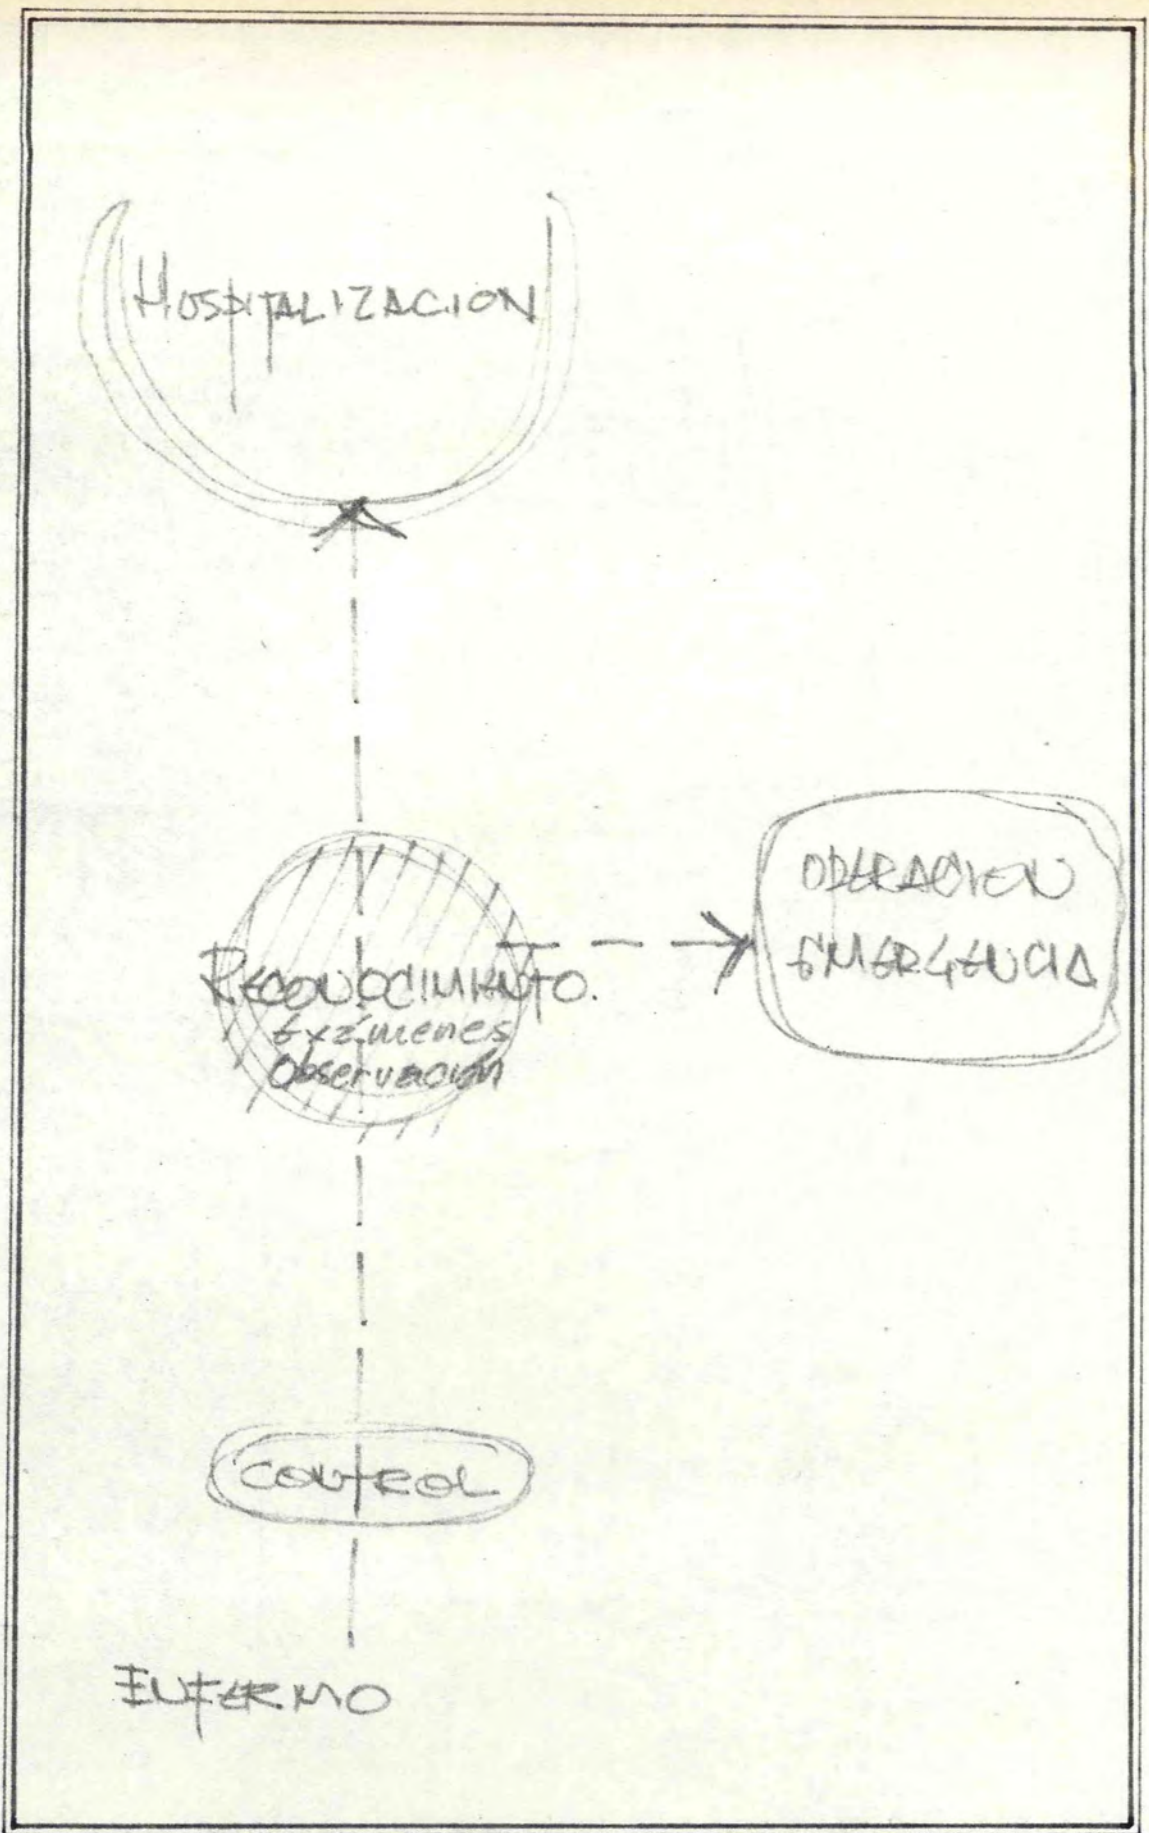 HOSPITALIZACION
OPERACION
EMERGENCIA
RECONOCIMIENTO.
Exámenes
Observación
CONTROL
ENFERMO